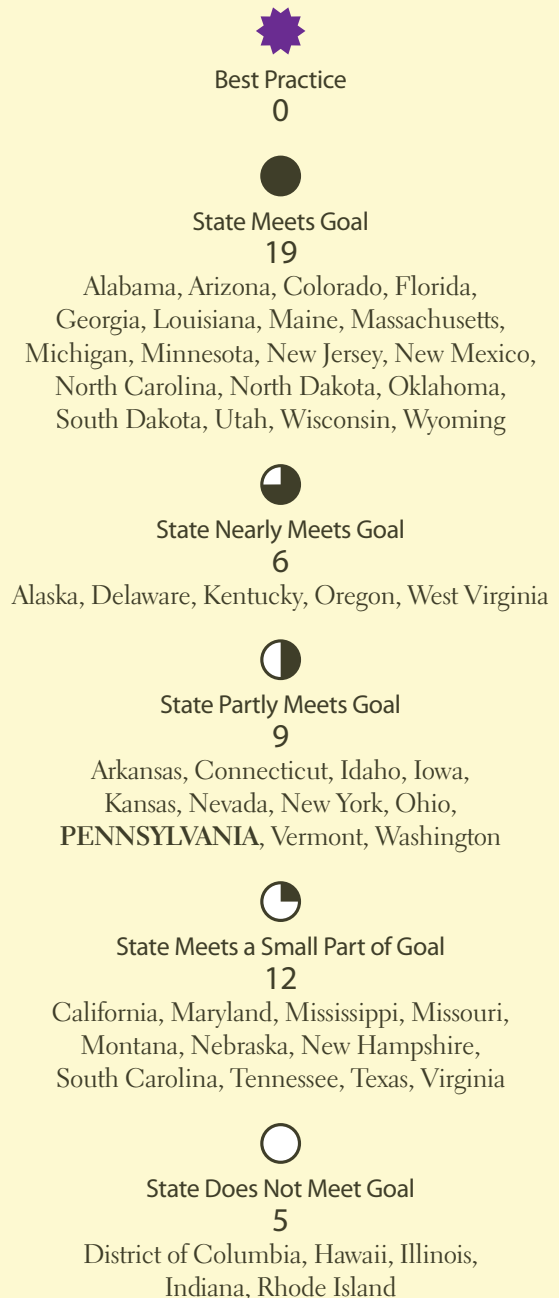 Best Practice
0
State Meets Goal
19
Alabama, Arizona, Colorado, Florida,
Georgia, Louisiana, Maine, Massachusetts,
Michigan, Minnesota, New Jersey, New Mexico,
North Carolina, North Dakota, Oklahoma,
South Dakota, Utah, Wisconsin, Wyoming
State Nearly Meets Goal
6
Alaska, Delaware, Kentucky, Oregon, West Virginia
State Partly Meets Goal
9
Arkansas, Connecticut, Idaho, Iowa,
Kansas, Nevada, New York, Ohio,
PENNSYLVANIA, Vermont, Washington
State Meets a Small Part of Goal
12
California, Maryland, Mississippi, Missouri,
Montana, Nebraska, New Hampshire,
South Carolina, Tennessee, Texas, Virginia
State Does Not Meet Goal
5
District of Columbia, Hawaii, Illinois,
Indiana, Rhode Island